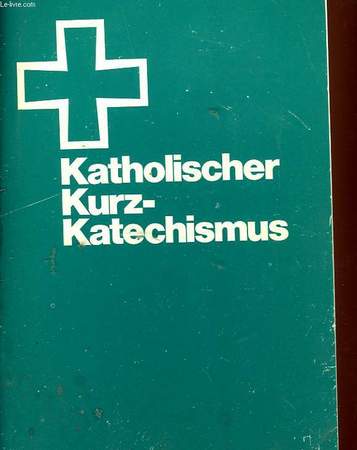 Le-livre.com
Katholischer
Kurz-
Katechismus